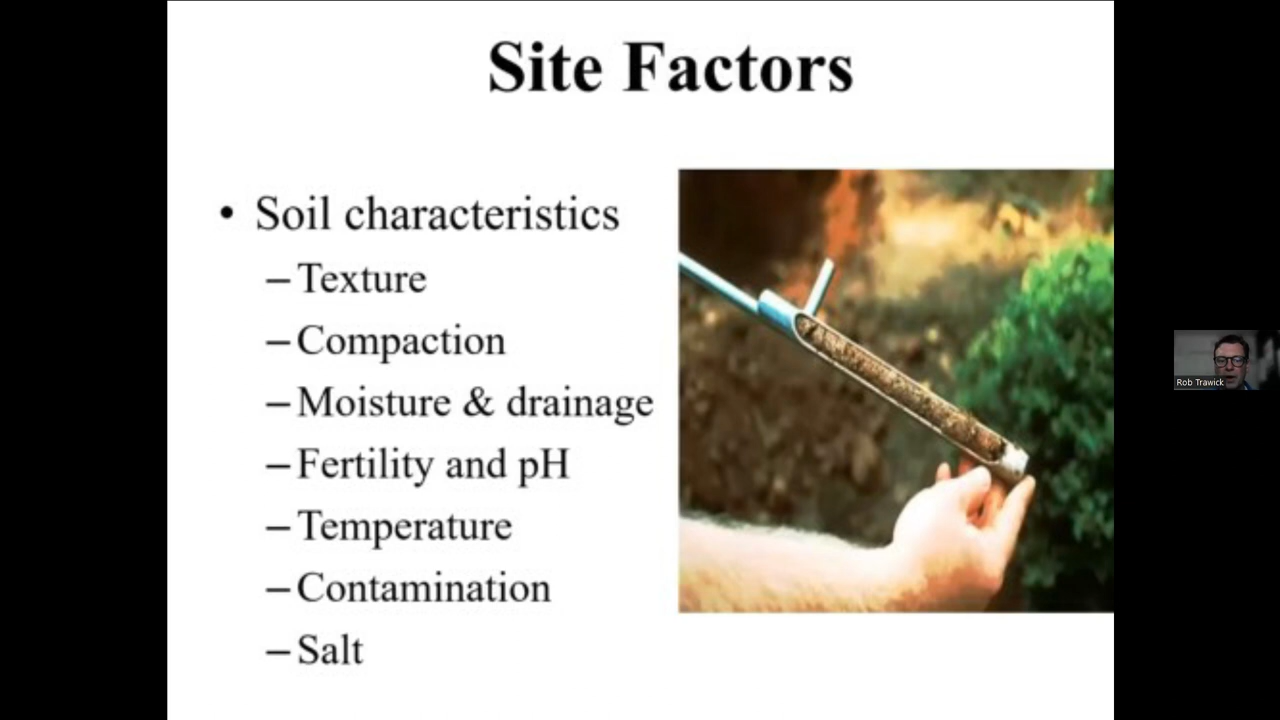 Site Factors
• Soil characteristics
– Texture
– Compaction
– Moisture & drainage
– Fertility and pH
– Temperature
– Contamination
– Salt
Rob Trawick